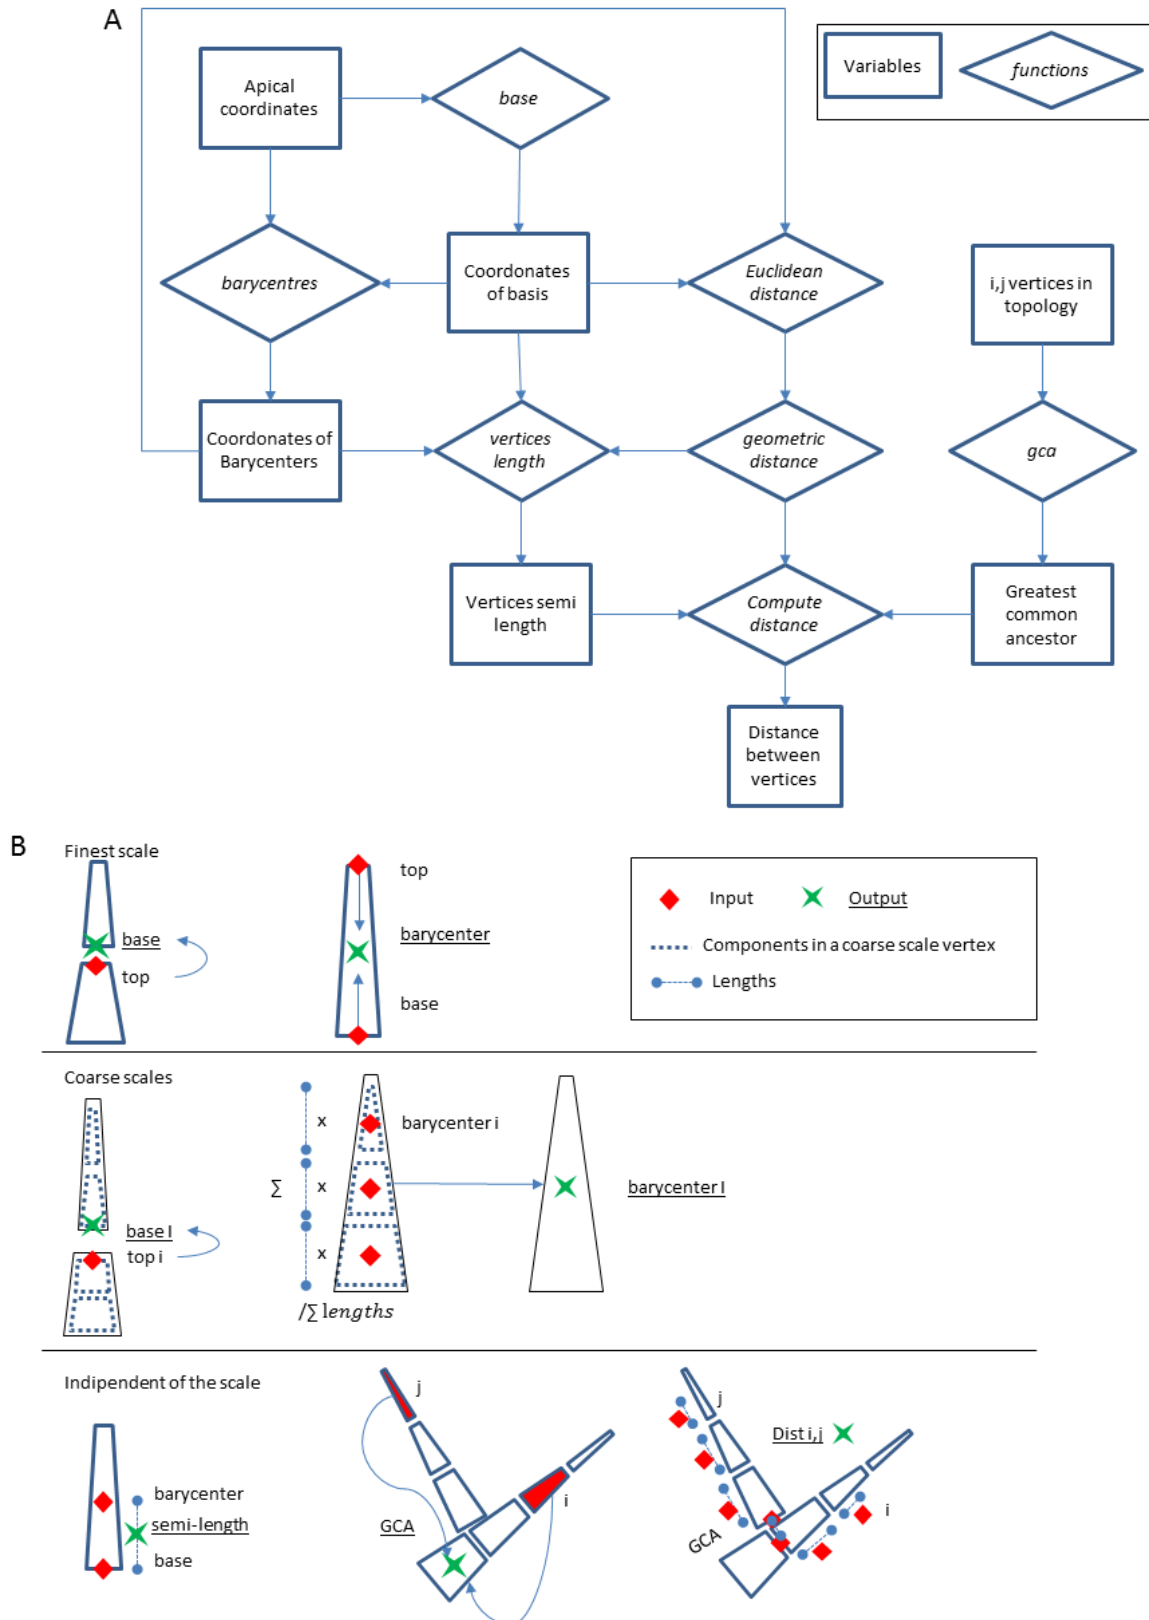 A
Apical
coordinates
base
Variables
functions
barycentres
Coordonates
of basis
Euclidean
distance
i,j vertices in
topology
Coordonates of
Barycenters
vertices
length
geometric
distance
gca
Vertices semi
length
Compute
distance
Greatest
common
ancestor
Distance
between
vertices
B
Finest scale
base
top
top
barycenter
base
Input
Output
Components in a coarse scale vertex
Lengths
Coarse scales
base I
top i
∑
x
x
x
/∑ lengths
barycenter i
barycenter I
Indipendent of the scale
barycenter
semi-length
base
j
i
GCA
j
Dist i,j
i
GCA